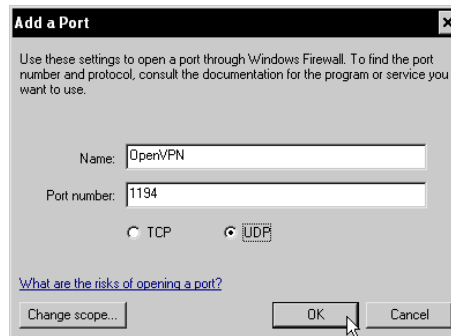 Add a Port
Use these settings to open a port through Windows Firewall. To find the port
number and protocol, consult the documentation for the program or service you
want to use.
Name: OpenVPN
Port number: 1194
TCP UDP
What are the risks of opening a port?
Change scope... OK Cancel